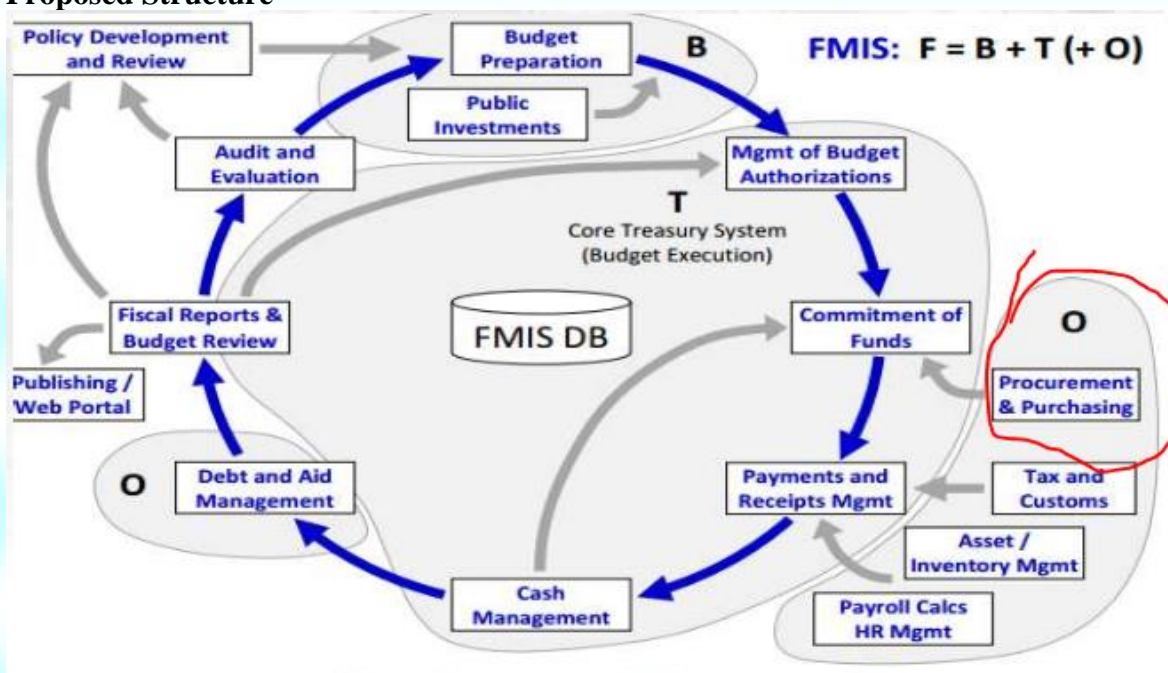 Proposed Structure
Policy Development
and Review
Budget
Preparation
B
FMIS: F = B + T (+ O)
Public
Investments
Audit and
Evaluation
Mgmt of Budget
Authorizations
T
Core Treasury System
(Budget Execution)
Fiscal Reports &
Budget Review
FMIS DB
Commitment of
Funds
O
Publishing /
Web Portal
Procurement
& Purchasing
O
Debt and Aid
Management
Payments and
Receipts Mgmt
Tax and
Customs
Asset /
Inventory Mgmt
Cash
Management
Payroll Calcs
HR Mgmt